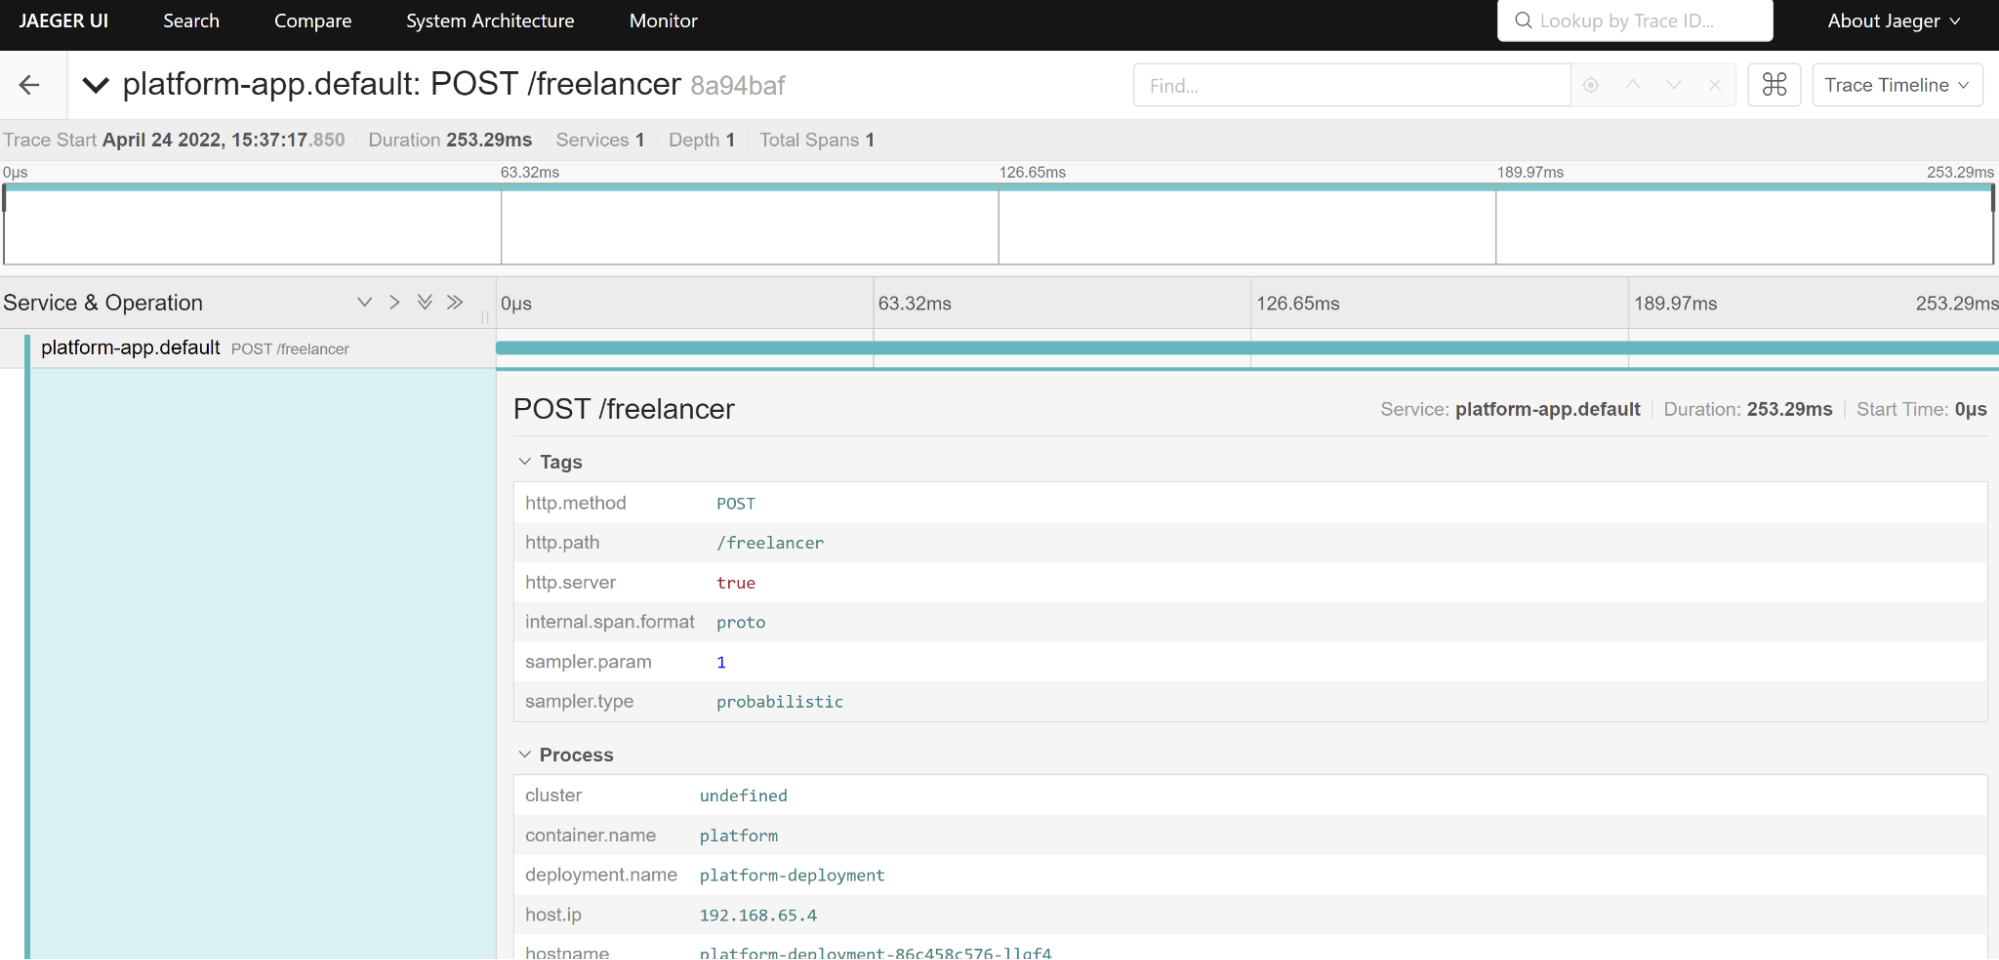 JAEGER UI Search Compare System Architecture Monitor Lookup by Trace ID... About Jaeger
platform-app.default: POST /freelancer 8a94baf Find... Trace Timeline
Trace Start April 24 2022, 15:37:17.850 Duration 253.29ms Services 1 Depth 1 Total Spans 1
0μs 63.32ms 126.65ms 189.97ms 253.29ms
Service & Operation 0μs 63.32ms 126.65ms 189.97ms 253.29ms
platform-app.default POST /freelancer
POST /freelancer Service: platform-app.default Duration: 253.29ms Start Time: 0μs
Tags
http.method POST
http.path /freelancer
http.server true
internal.span.format proto
sampler.param 1
sampler.type probabilistic
Process
cluster undefined
container.name platform
deployment.name platform-deployment
host.ip 192.168.65.4
hostname